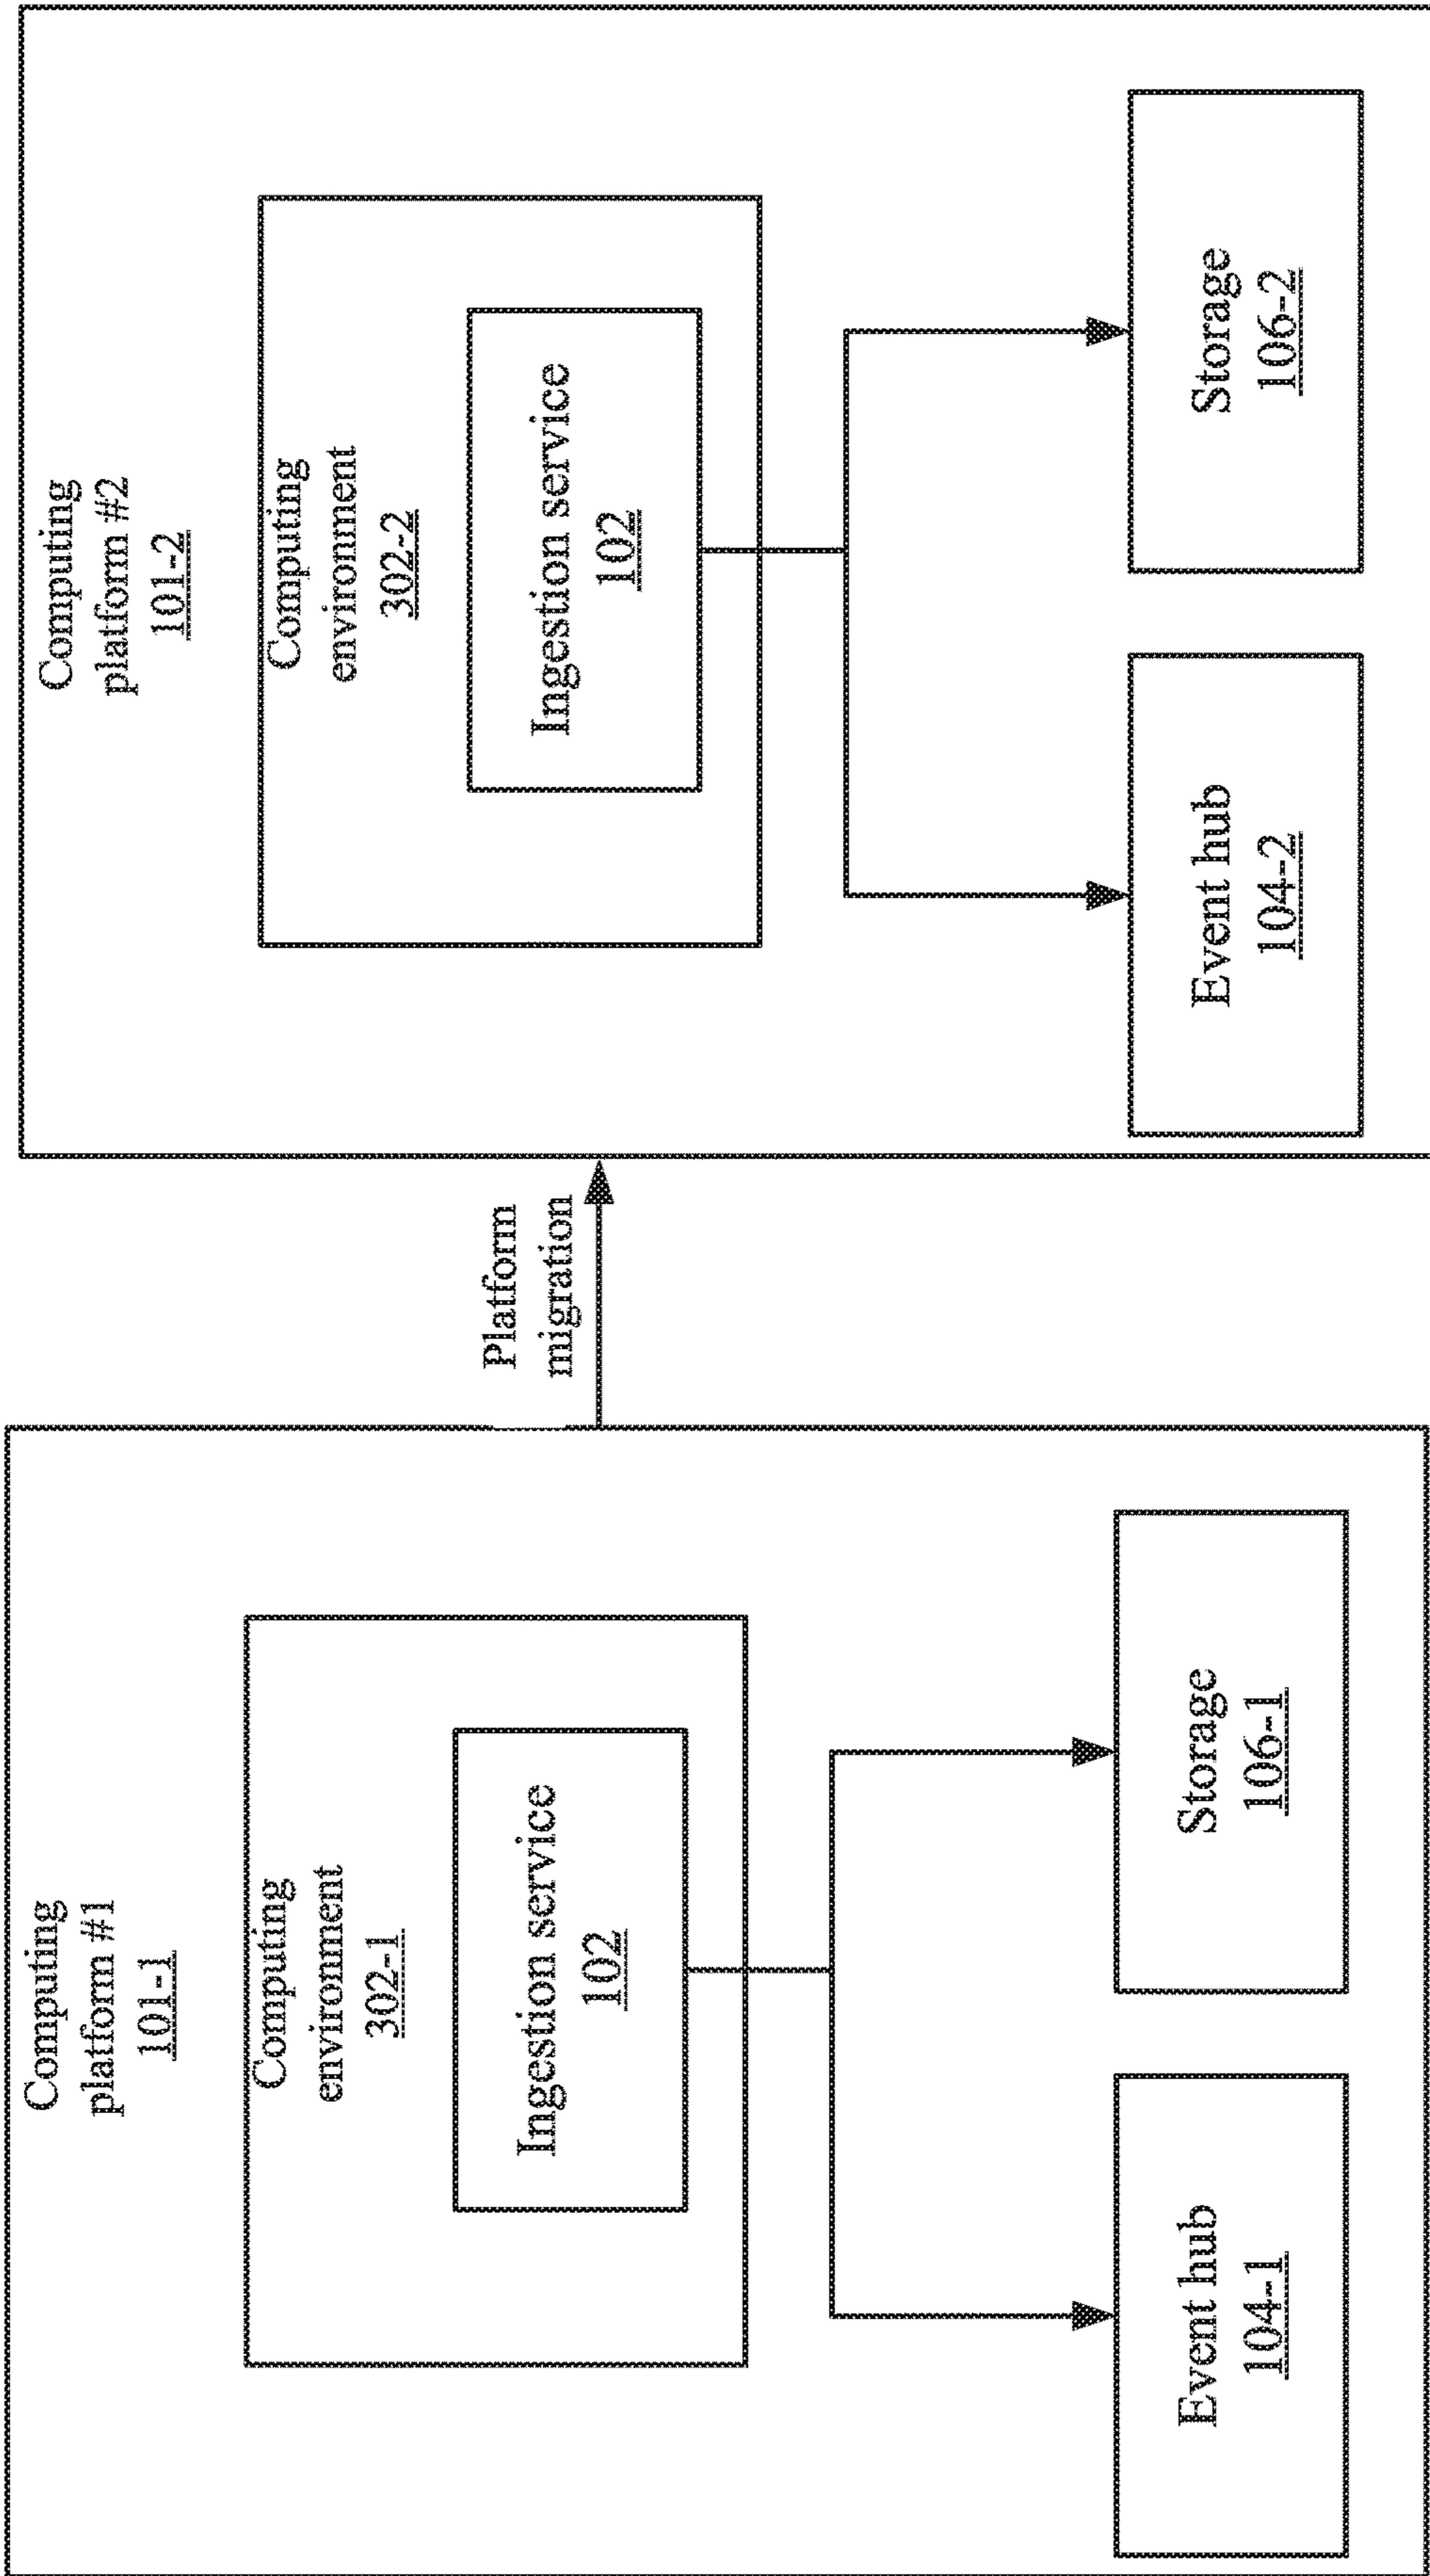 Computing
platform #1
101-1
Computing
environment
302-1
Ingestion service
102
Event hub
104-1
Storage
106-1
Platform
migration
Computing
platform #2
101-2
Computing
environment
302-2
Ingestion service
102
Event hub
104-2
Storage
106-2